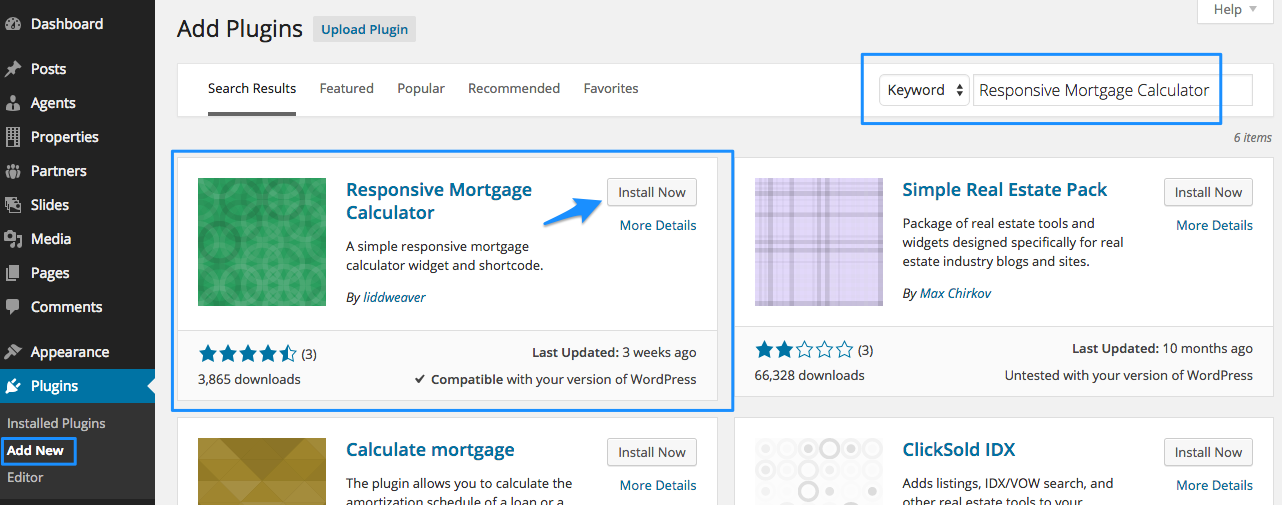 Dashboard
Posts
Agents
Properties
Partners
Slides
Media
Pages
Comments
Appearance
Plugins
Installed Plugins
Add New
Editor
Add Plugins Upload Plugin
Help
Search Results Featured Popular Recommended Favorites
Keyword Responsive Mortgage Calculator
6 items
Responsive Mortgage
Calculator
Install Now
More Details
A simple responsive mortgage
calculator widget and shortcode.
By liddweaver
(3)
3,865 downloads
Last Updated: 3 weeks ago
Compatible with your version of WordPress
Simple Real Estate Pack
Install Now
More Details
Package of real estate tools and
widgets designed specifically for real
estate industry blogs and sites.
By Max Chirkov
(3)
66,328 downloads
Last Updated: 10 months ago
Untested with your version of WordPress
Calculate mortgage
Install Now
More Details
The plugin allows you to calculate the
amortization schedule of a loan or a
ClickSold IDX
Install Now
More Details
Adds listings, IDX/VOW search, and
other real estate tools to your